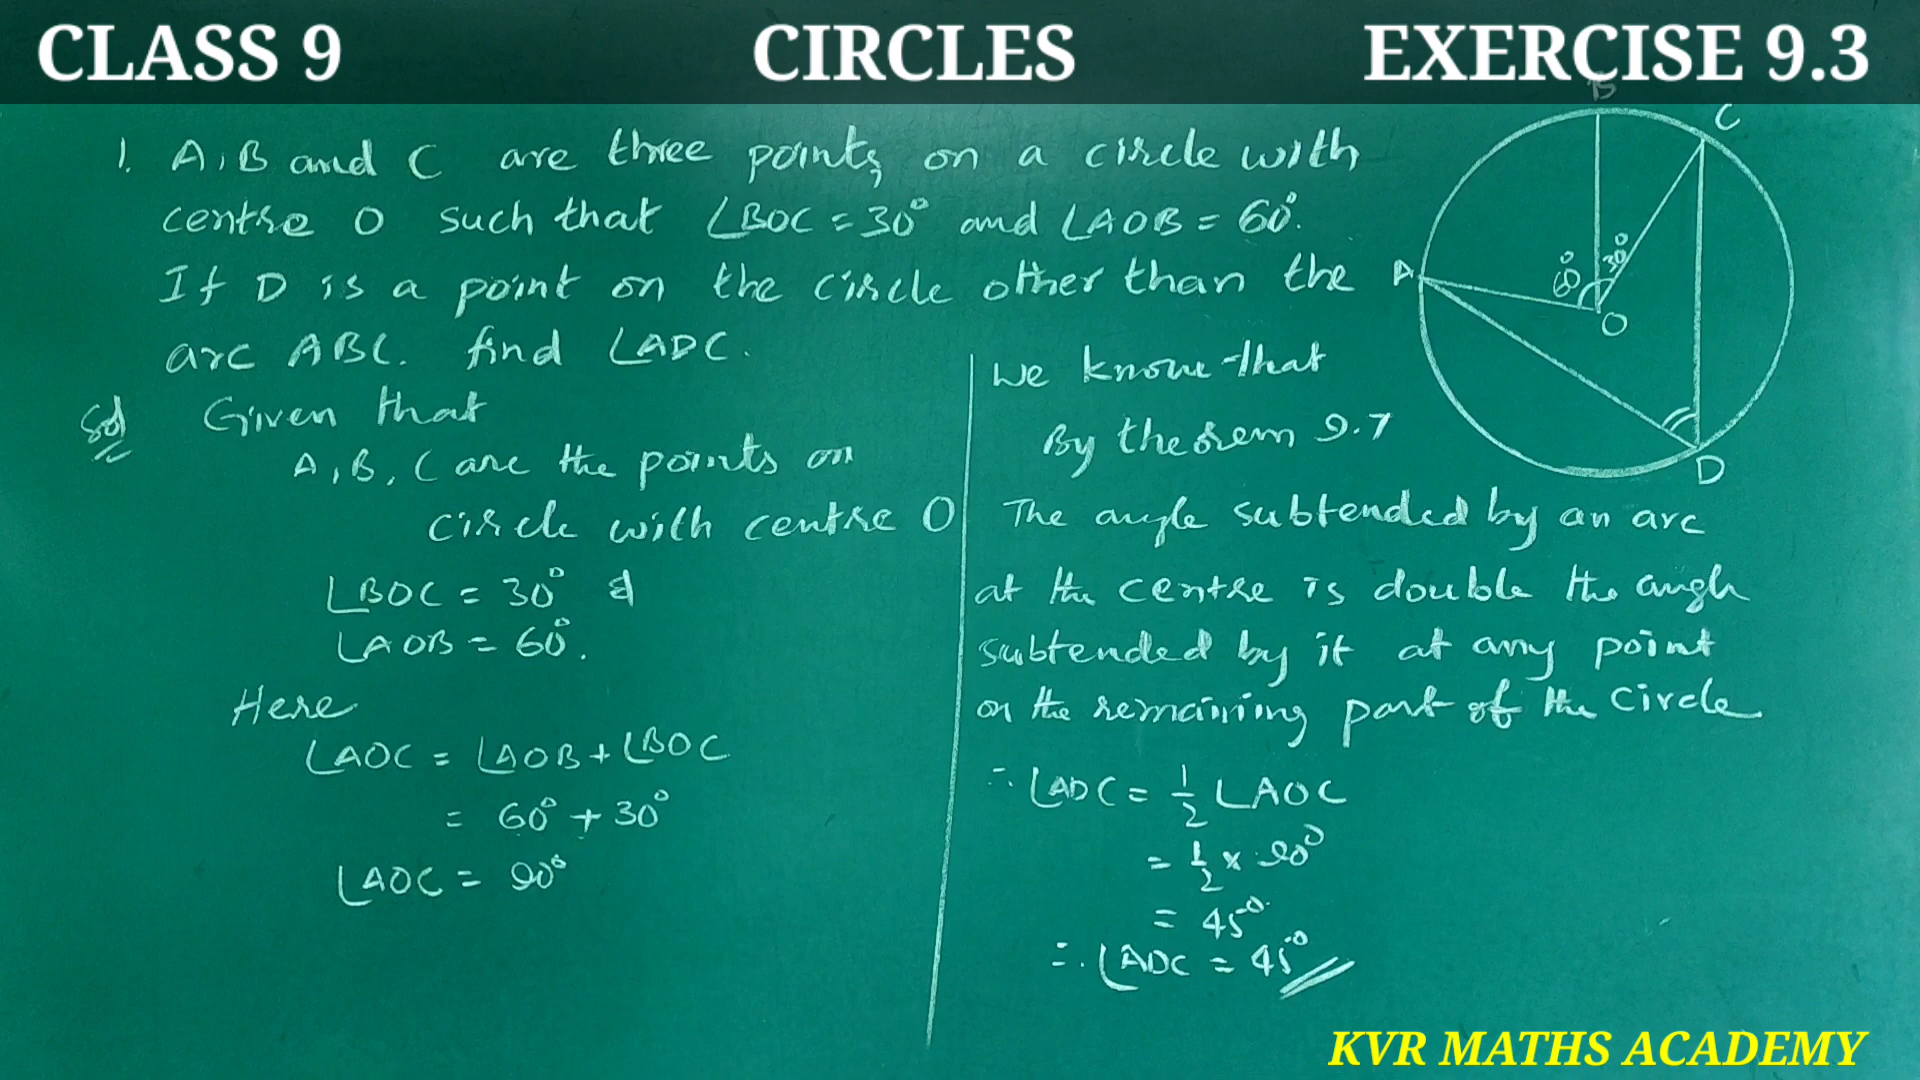 CLASS 9 CIRCLES EXERCISE 9.3
1. A, B and C are three points on a circle with
centre O such that ∠BOC = 30° and ∠AOB = 60°.
If D is a point on the circle other than the
arc ABC. find ∠ADC.
Sol Given that
A, B, C are the points on
circle with centre O
∠BOC = 30° &
∠AOB = 60°.
Here
∠AOC = ∠AOB + ∠BOC
= 60° + 30°
∠AOC = 90°
We know that
By theorem 9.7
The angle subtended by an arc
at the centre is double the angle
subtended by it at any point
on the remaining part of the circle
∴ ∠ADC = 1/2 ∠AOC
= 1/2 × 90°
= 45°.
∴ ∠ADC = 45°
B
C
A
60°
30°
O
D
KVR MATHS ACADEMY